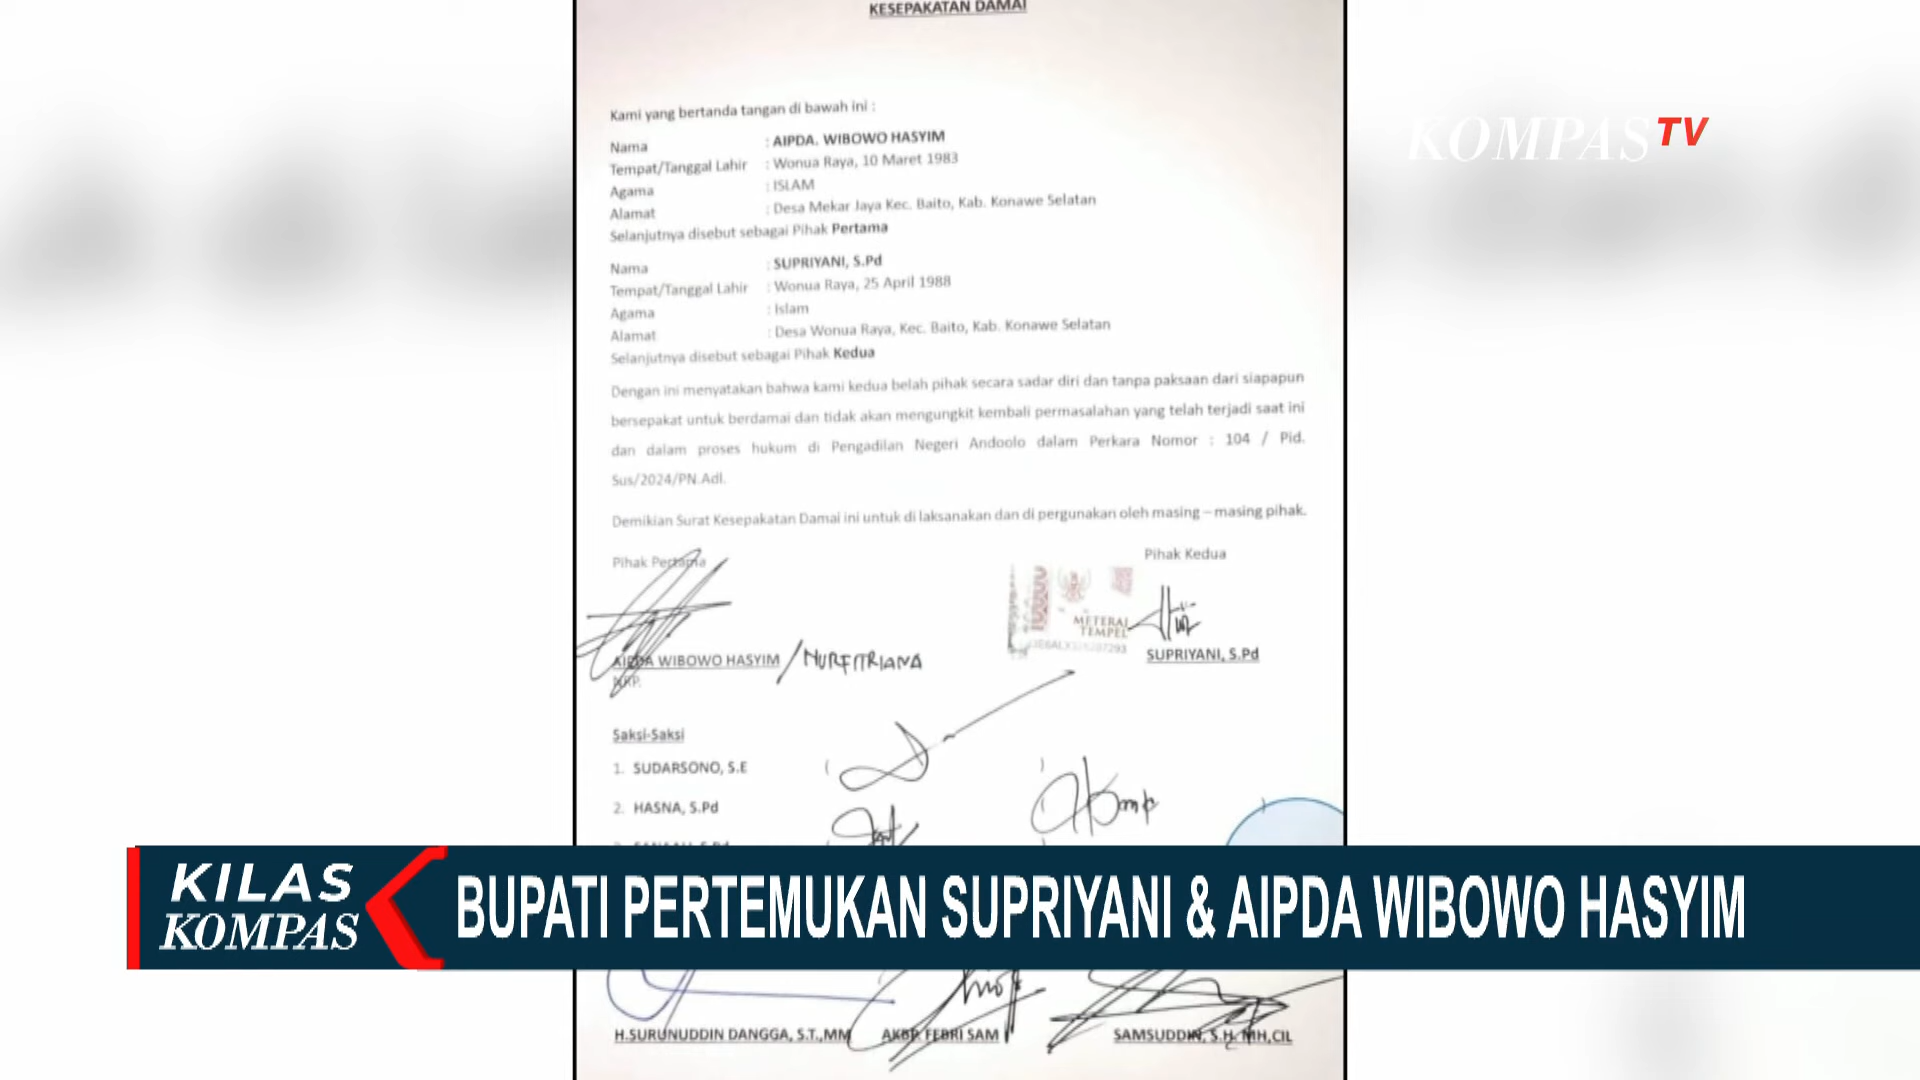 KESEPAKATAN DAMAI
KOMPAS TV
Kami yang bertanda tangan di bawah ini :
Nama : AIPDA. WIBOWO HASYIM
Tempat/Tanggal Lahir : Wonua Raya, 10 Maret 1983
Agama : ISLAM
Alamat : Desa Mekar Jaya Kec. Baito, Kab. Konawe Selatan
Selanjutnya disebut sebagai Pihak Pertama
Nama : SUPRIYANI, S.Pd
Tempat/Tanggal Lahir : Wonua Raya, 25 April 1988
Agama : Islam
Alamat : Desa Wonua Raya, Kec. Baito, Kab. Konawe Selatan
Selanjutnya disebut sebagai Pihak Kedua
Dengan ini menyatakan bahwa kami kedua belah pihak secara sadar diri dan tanpa paksaan dari siapapun
bersepakat untuk berdamai dan tidak akan mengungkit kembali permasalahan yang telah terjadi saat ini
dan dalam proses hukum di Pengadilan Negeri Andoolo dalam Perkara Nomor : 104 / Pid.
Sus/2024/PN.Adl.
Demikian Surat Kesepakatan Damai ini untuk di laksanakan dan di pergunakan oleh masing – masing pihak.
Pihak Pertama
Pihak Kedua
METERAI
TEMPEL
AIPDA WIBOWO HASYIM / NURFITRIANA
SUPRIYANI, S.Pd
NRP.
Saksi-Saksi
1. SUDARSONO, S.E ( )
2. HASNA, S.Pd
KILAS
KOMPAS
BUPATI PERTEMUKAN SUPRIYANI & AIPDA WIBOWO HASYIM
H.SURUNUDDIN DANGGA, S.T.,MM
AKBP FEBRI SAM
SAMSUDDIN, S.H, MH,CIL